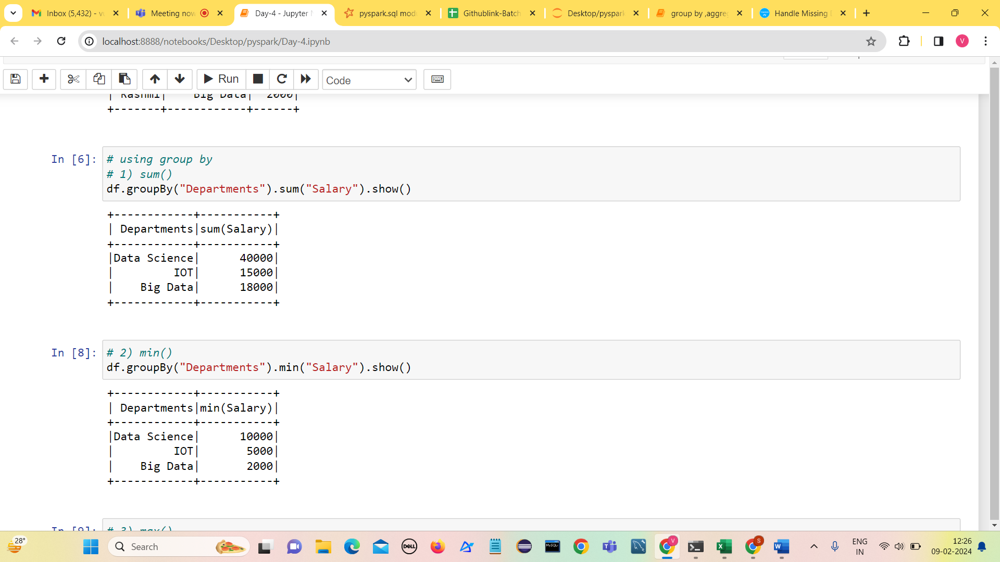 Inbox (5,432) - v
Meeting now
Day-4 - Jupyter
pyspark.sql mod
Githublink-Batch
Desktop/pyspark
group by ,aggre
Handle Missing
localhost:8888/notebooks/Desktop/pyspark/Day-4.ipynb
V
Run
Code
| Rashmi|    Big Data|  2000|
+-------+------------+------+
In [6]:
# using group by
# 1) sum()
df.groupBy("Departments").sum("Salary").show()
+------------+-----------+
| Departments|sum(Salary)|
+------------+-----------+
|Data Science|      40000|
|         IOT|      15000|
|    Big Data|      18000|
+------------+-----------+
In [8]:
# 2) min()
df.groupBy("Departments").min("Salary").show()
+------------+-----------+
| Departments|min(Salary)|
+------------+-----------+
|Data Science|      10000|
|         IOT|       5000|
|    Big Data|       2000|
+------------+-----------+
In [9]:
# 3) max()
28°
Search
DELL
MySQL
V
S
ENG
IN
12:26
09-02-2024